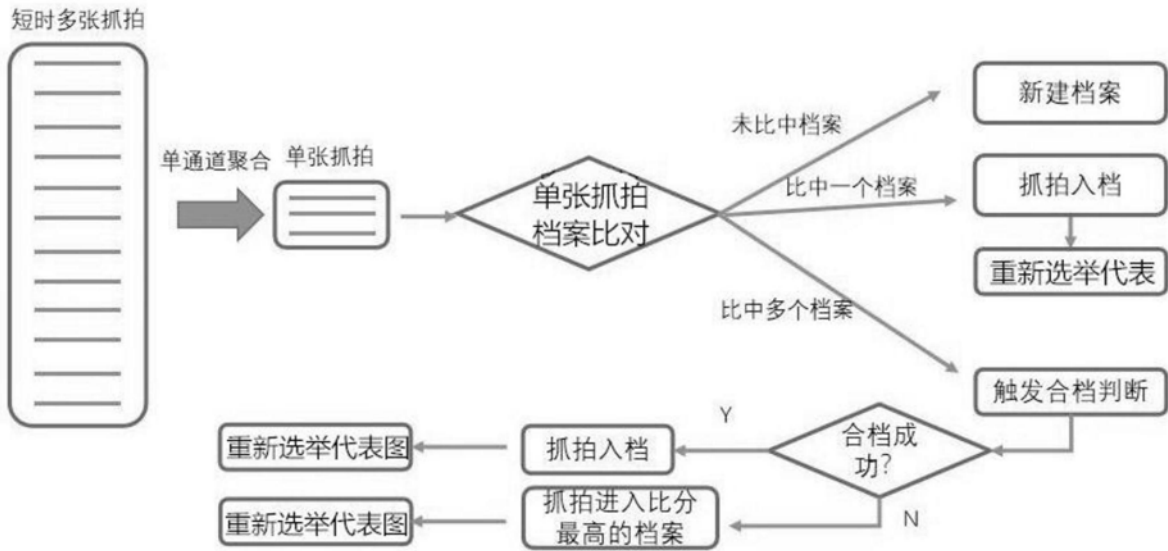 短时多张抓拍
单通道聚合
单张抓拍
单张抓拍
档案比对
未比中档案
新建档案
比中一个档案
抓拍入档
重新选举代表
比中多个档案
触发合档判断
合档成
功?
Y
抓拍入档
重新选举代表图
N
抓拍进入比分
最高的档案
重新选举代表图